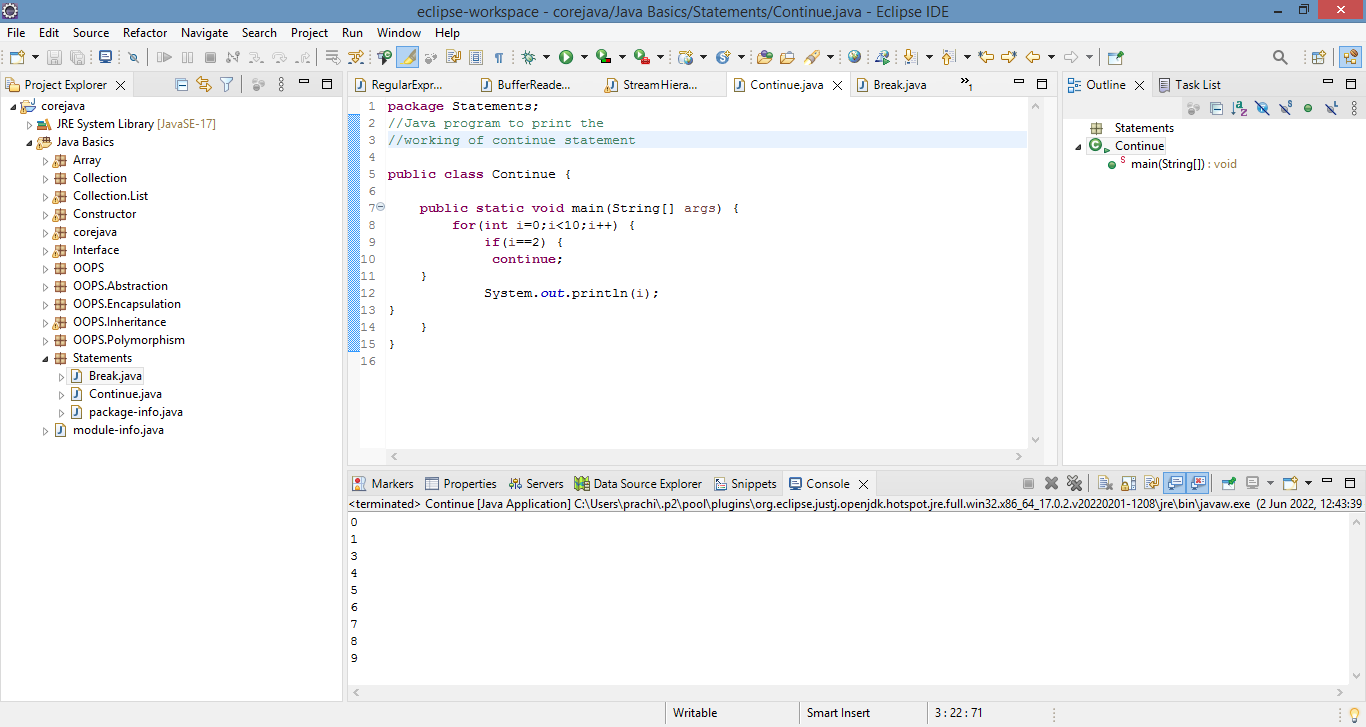 eclipse-workspace - corejava/Java Basics/Statements/Continue.java - Eclipse IDE
File Edit Source Refactor Navigate Search Project Run Window Help
Project Explorer
corejava
JRE System Library [JavaSE-17]
Java Basics
Array
Collection
Collection.List
Constructor
corejava
Interface
OOPS
OOPS.Abstraction
OOPS.Encapsulation
OOPS.Inheritance
OOPS.Polymorphism
Statements
Break.java
Continue.java
package-info.java
module-info.java
RegularExpr... BufferReade... StreamHiera... Continue.java Break.java »1
1 package Statements;
2 //Java program to print the
3 //working of continue statement
4
5 public class Continue {
6
7 public static void main(String[] args) {
8 for(int i=0;i<10;i++) {
9 if(i==2) {
10 continue;
11 }
12 System.out.println(i);
13 }
14 }
15 }
16
Outline Task List
Statements
Continue
main(String[]) : void
Markers Properties Servers Data Source Explorer Snippets Console
<terminated> Continue [Java Application] C:\Users\prachi\.p2\pool\plugins\org.eclipse.justj.openjdk.hotspot.jre.full.win32.x86_64_17.0.2.v20220201-1208\jre\bin\javaw.exe (2 Jun 2022, 12:43:39
0
1
3
4
5
6
7
8
9
Writable Smart Insert 3 : 22 : 71